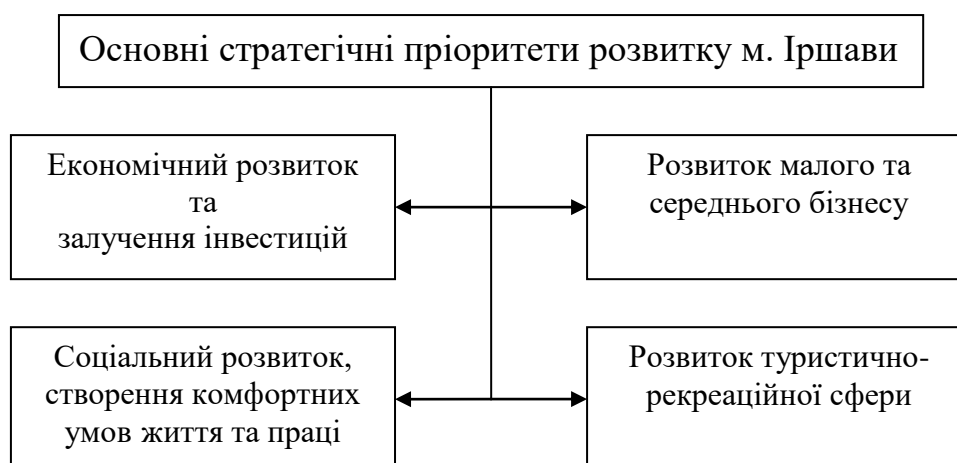 Основні стратегічні пріоритети розвитку м. Іршави
Економічний розвиток
та
залучення інвестицій
Розвиток малого та
середнього бізнесу
Соціальний розвиток,
створення комфортних
умов життя та праці
Розвиток туристично-
рекреаційної сфери